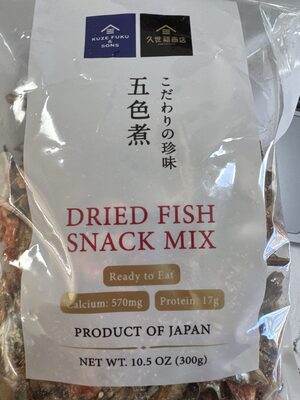 KUZE FUKU
& SONS
久世福商店
こだわりの珍味
五色煮
DRIED FISH
SNACK MIX
Ready to Eat
Calcium: 570mg
Protein: 17g
PRODUCT OF JAPAN
NET WT. 10.5 OZ (300g)